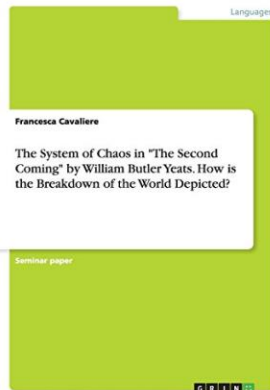 Languages
Francesca Cavaliere
The System of Chaos in "The Second
Coming" by William Butler Yeats. How is
the Breakdown of the World Depicted?
Seminar paper
G R I N